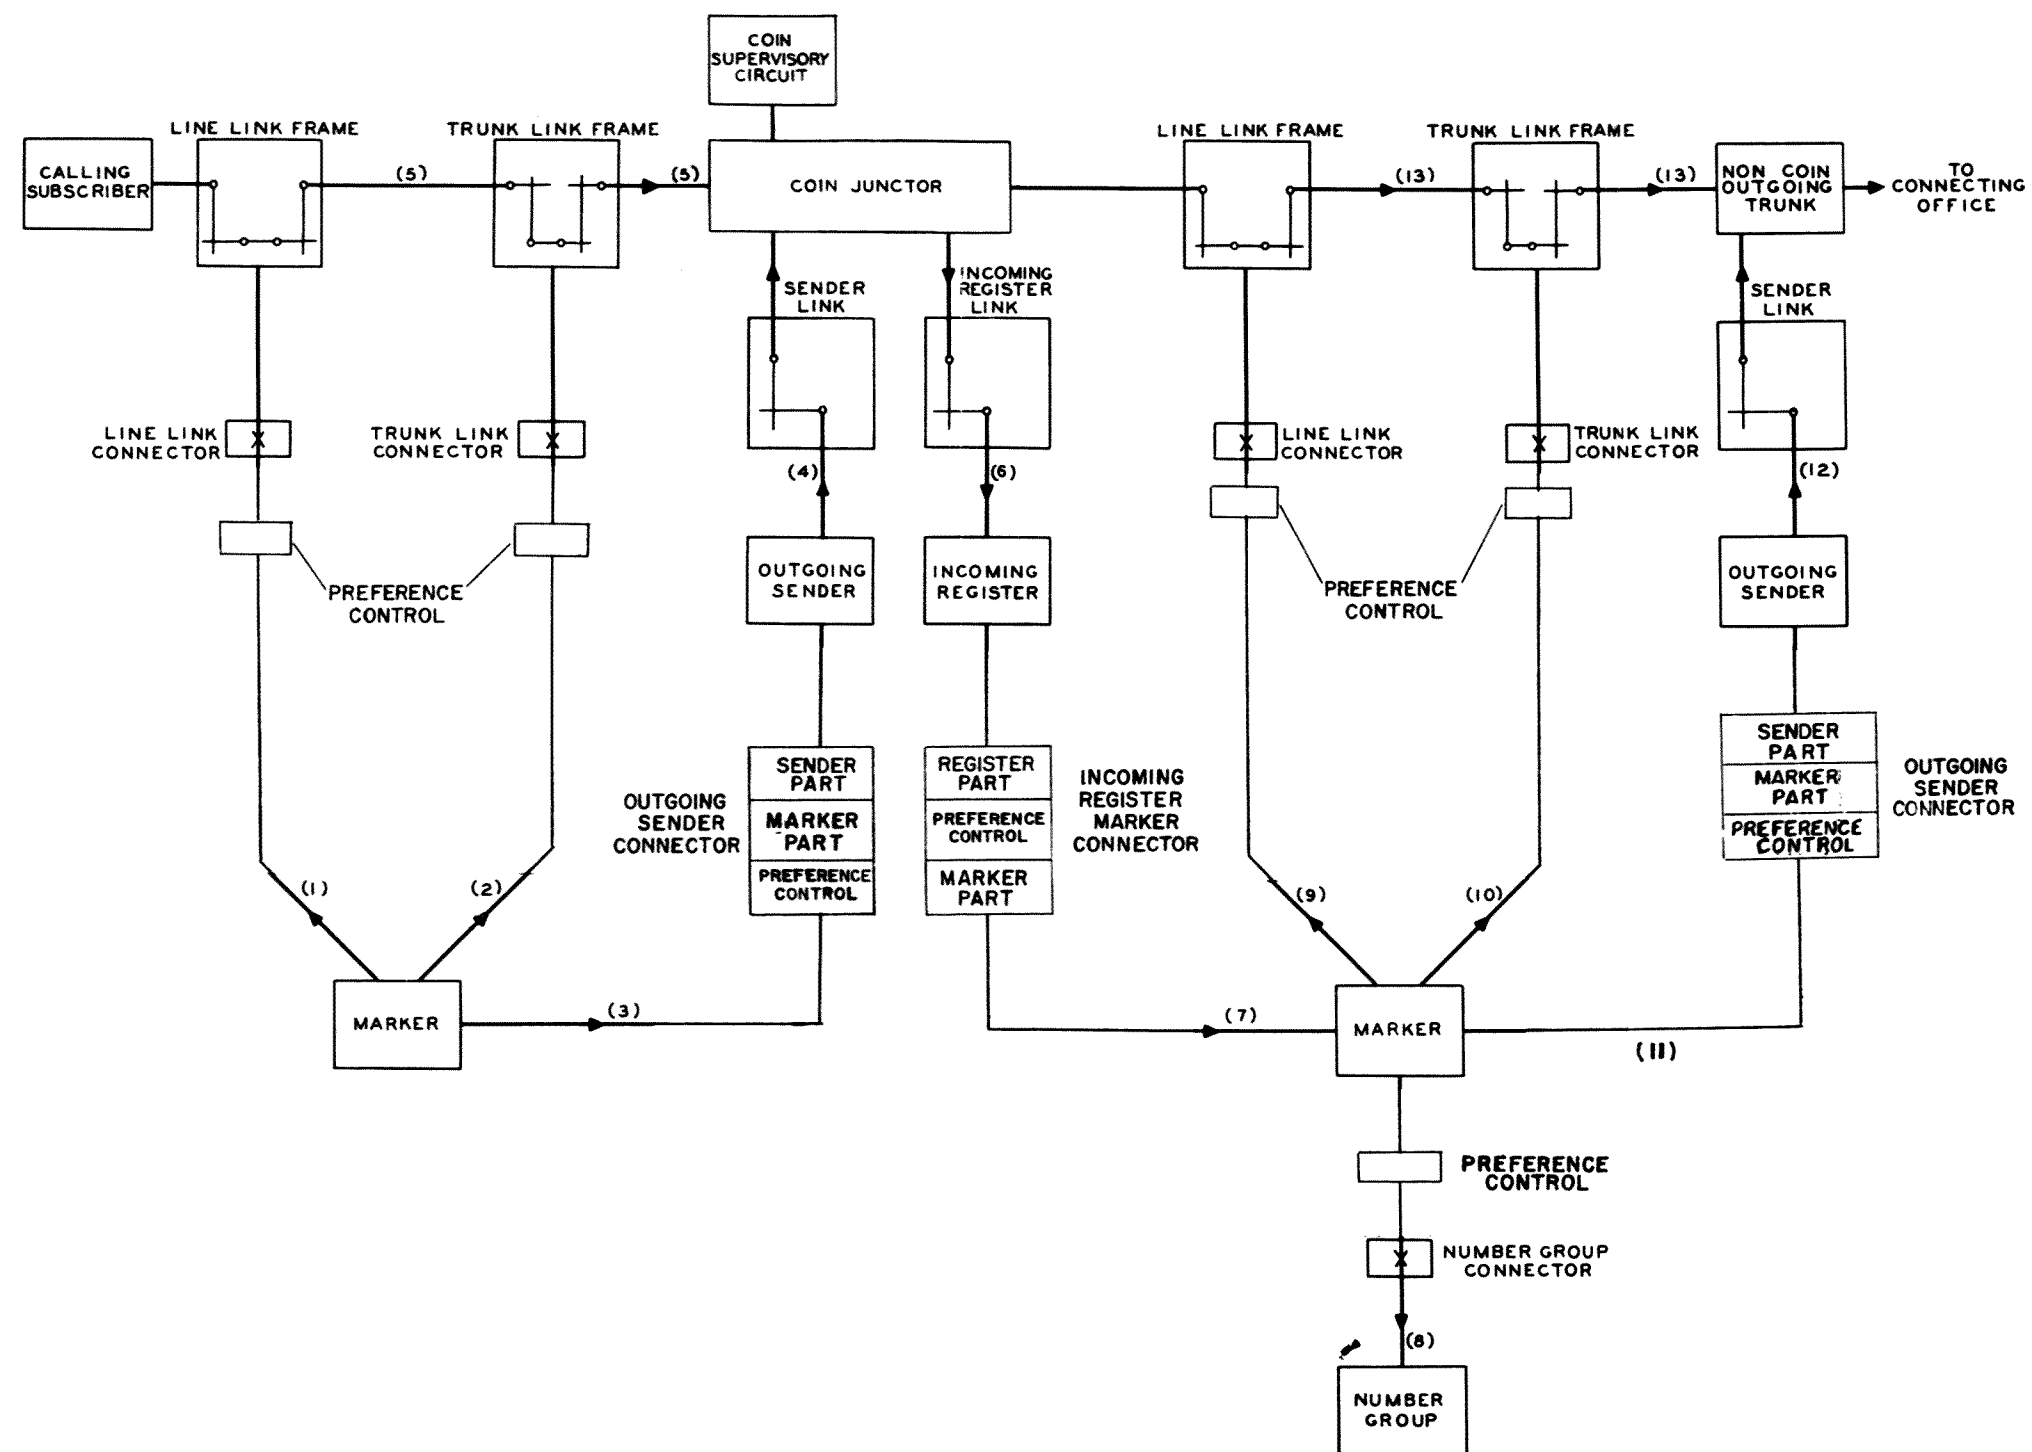 COIN
SUPERVISORY
CIRCUIT
LINE LINK FRAME
TRUNK LINK FRAME
LINE LINK FRAME
TRUNK LINK FRAME
CALLING
SUBSCRIBER
(5)
(5)
COIN JUNCTOR
(13)
(13)
NON COIN
OUTGOING
TRUNK
TO
CONNECTING
OFFICE
SENDER
LINK
INCOMING
REGISTER
LINK
SENDER
LINK
LINE LINK
CONNECTOR
TRUNK LINK
CONNECTOR
(4)
(6)
LINE LINK
CONNECTOR
TRUNK LINK
CONNECTOR
(12)
PREFERENCE
CONTROL
OUTGOING
SENDER
INCOMING
REGISTER
PREFERENCE
CONTROL
OUTGOING
SENDER
OUTGOING
SENDER
CONNECTOR
SENDER
PART
MARKER
PART
PREFERENCE
CONTROL
REGISTER
PART
PREFERENCE
CONTROL
MARKER
PART
INCOMING
REGISTER
MARKER
CONNECTOR
SENDER
PART
MARKER
PART
PREFERENCE
CONTROL
OUTGOING
SENDER
CONNECTOR
(1)
(2)
(9)
(10)
MARKER
(3)
(7)
MARKER
(11)
PREFERENCE
CONTROL
NUMBER GROUP
CONNECTOR
(8)
NUMBER
GROUP